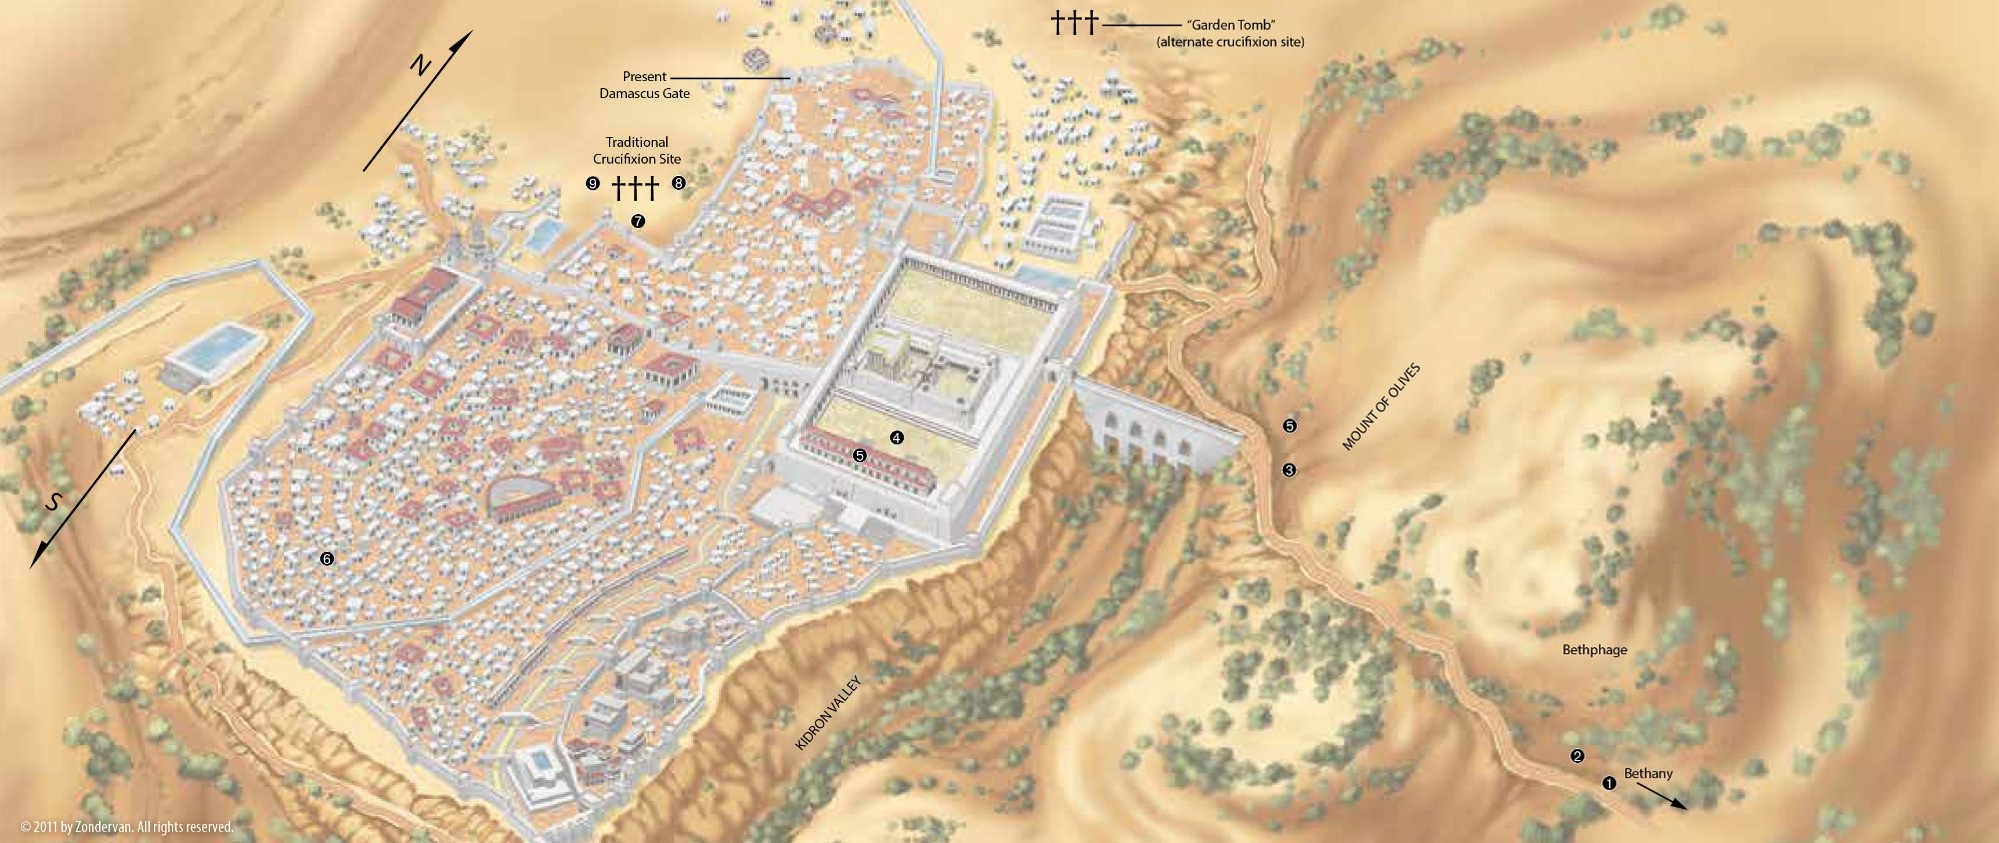 "Garden Tomb"
(alternate crucifixion site)
N
Present
Damascus Gate
Traditional
Crucifixion Site
9
8
7
MOUNT OF OLIVES
5
4
5
3
S
6
Bethphage
KIDRON VALLEY
2
Bethany
1
© 2011 by Zondervan. All rights reserved.